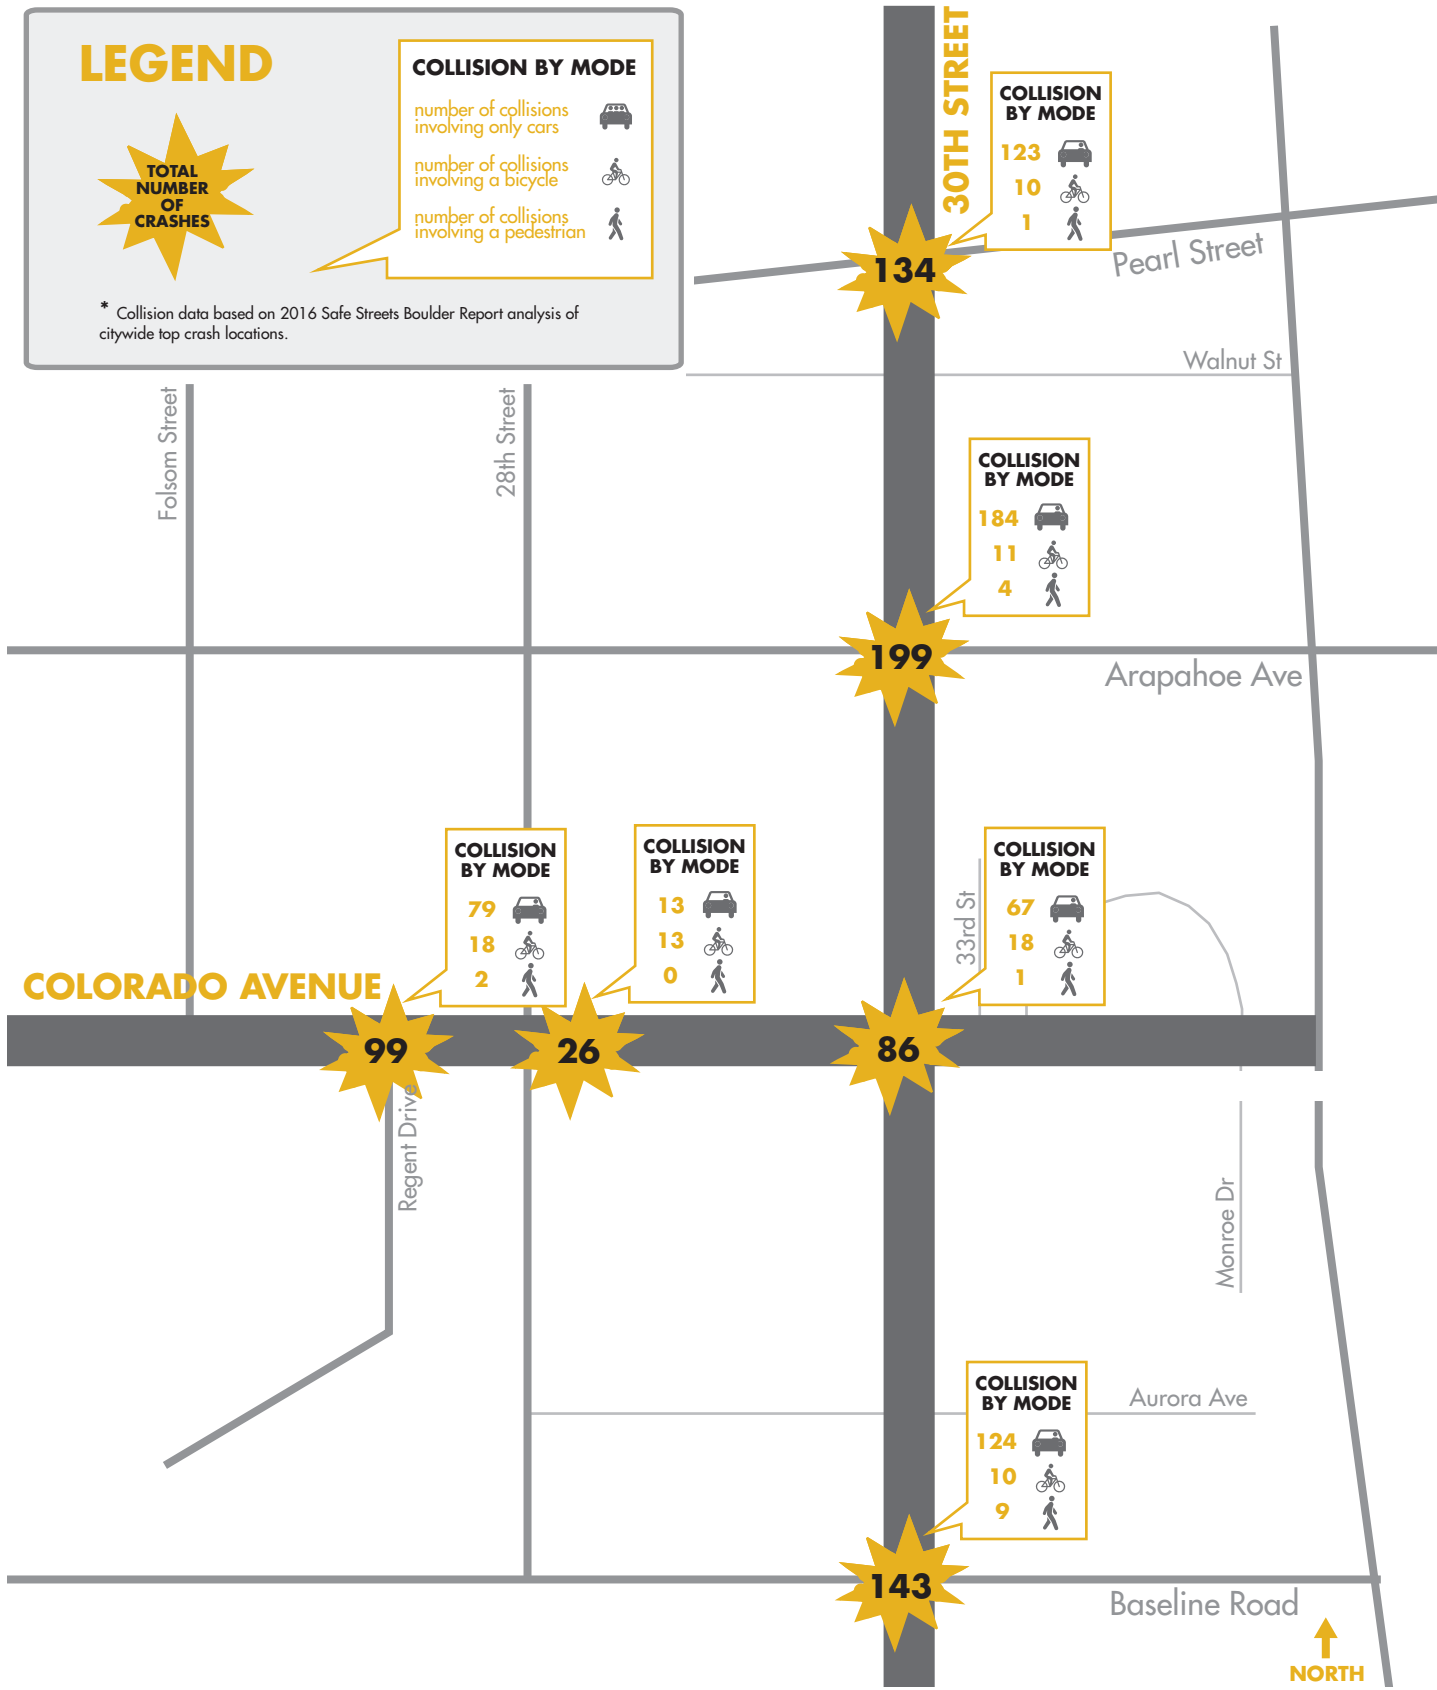 LEGEND
TOTAL
NUMBER
OF
CRASHES
COLLISION BY MODE
number of collisions
involving only cars
number of collisions
involving a bicycle
number of collisions
involving a pedestrian
* Collision data based on 2016 Safe Streets Boulder Report analysis of
citywide top crash locations.
30TH STREET
COLLISION
BY MODE
123
10
1
134
Pearl Street
Walnut St
Folsom Street
28th Street
COLLISION
BY MODE
184
11
4
199
Arapahoe Ave
COLLISION
BY MODE
79
18
2
COLLISION
BY MODE
13
13
0
33rd St
COLLISION
BY MODE
67
18
1
COLORADO AVENUE
99
26
86
Regent Drive
Monroe Dr
COLLISION
BY MODE
124
10
9
Aurora Ave
143
Baseline Road
NORTH